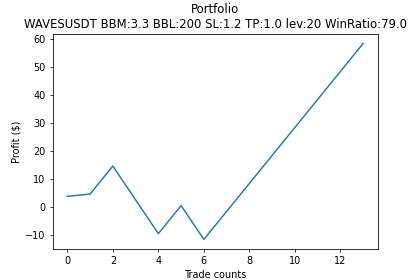 Portfolio
WAVESUSDT BBM:3.3 BBL:200 SL:1.2 TP:1.0 lev:20 WinRatio:79.0
60
50
40
30
20
10
0
−10
Profit ($)
0 2 4 6 8 10 12
Trade counts